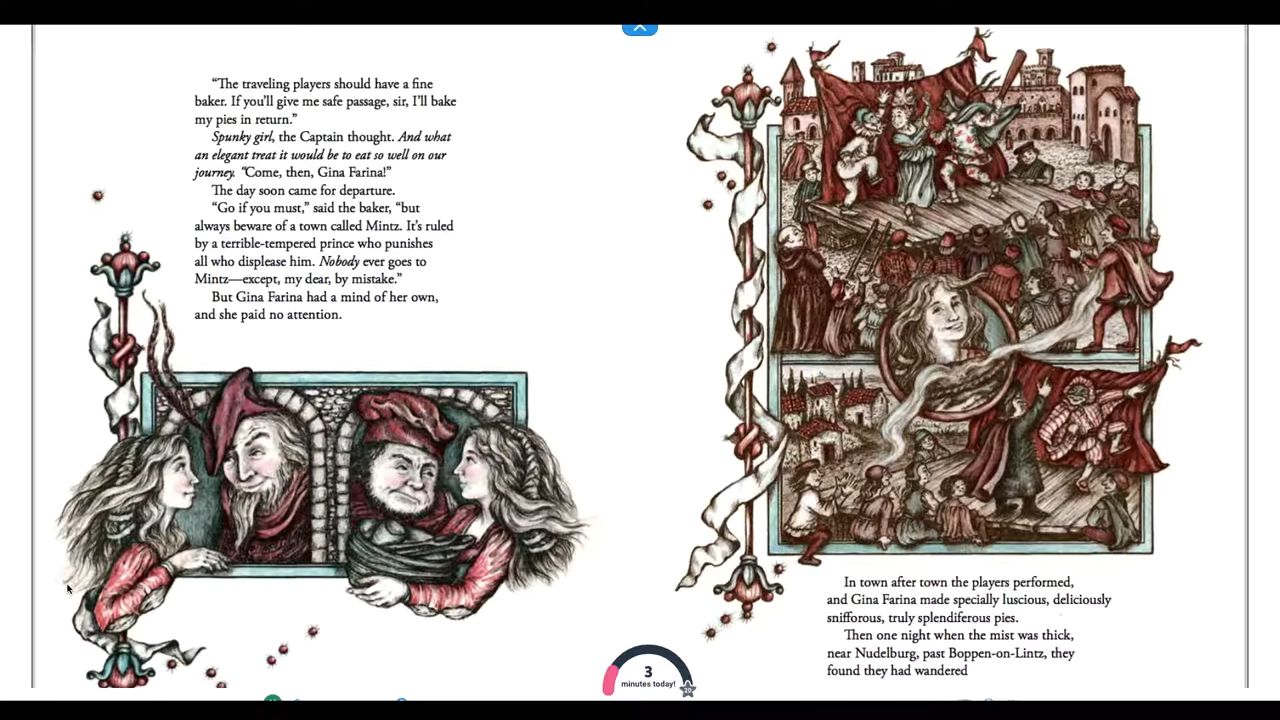 “The traveling players should have a fine
baker. If you’ll give me safe passage, sir, I’ll bake
my pies in return.”
Spunky girl, the Captain thought. And what
an elegant treat it would be to eat so well on our
journey. “Come, then, Gina Farina!”
The day soon came for departure.
“Go if you must,” said the baker, “but
always beware of a town called Mintz. It’s ruled
by a terrible-tempered prince who punishes
all who displease him. Nobody ever goes to
Mintz—except, my dear, by mistake.”
But Gina Farina had a mind of her own,
and she paid no attention.
In town after town the players performed,
and Gina Farina made specially luscious, deliciously
snifforous, truly splendiferous pies.
Then one night when the mist was thick,
near Nudelburg, past Boppen-on-Lintz, they
found they had wandered
3
minutes today!
20